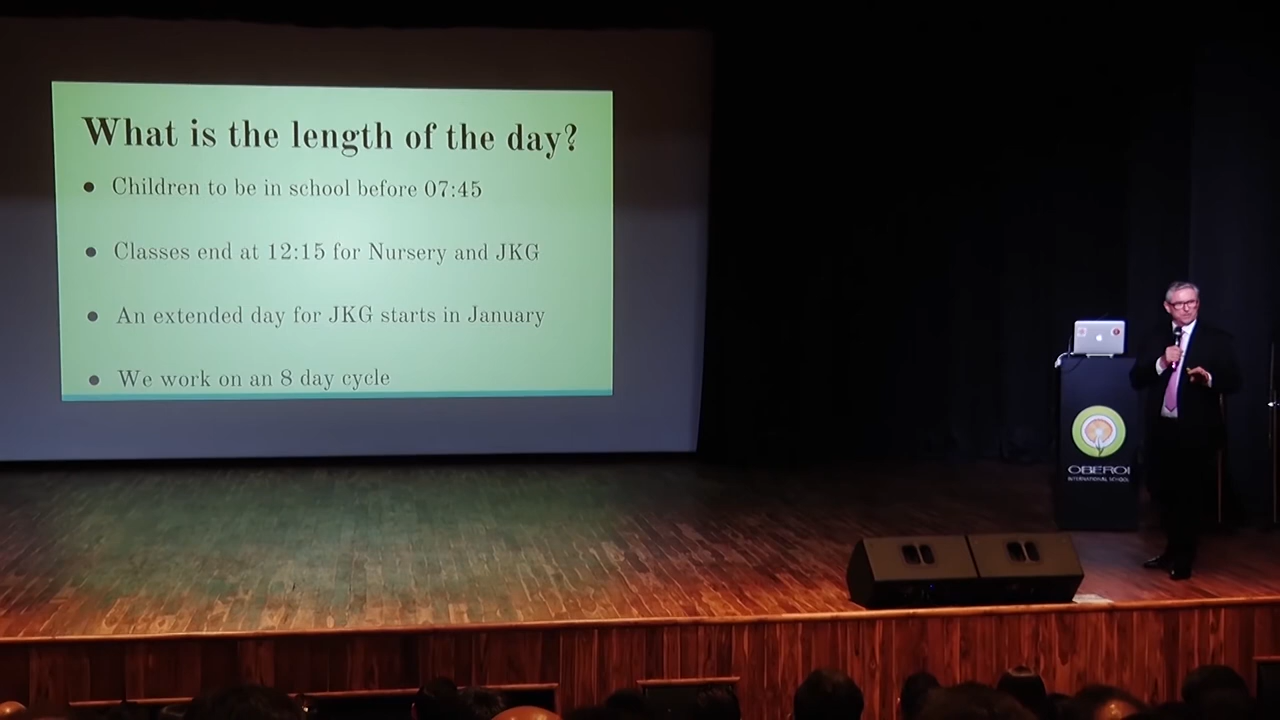 What is the length of the day?
● Children to be in school before 07:45
● Classes end at 12:15 for Nursery and JKG
● An extended day for JKG starts in January
● We work on an 8 day cycle
OBEROI
INTERNATIONAL SCHOOL